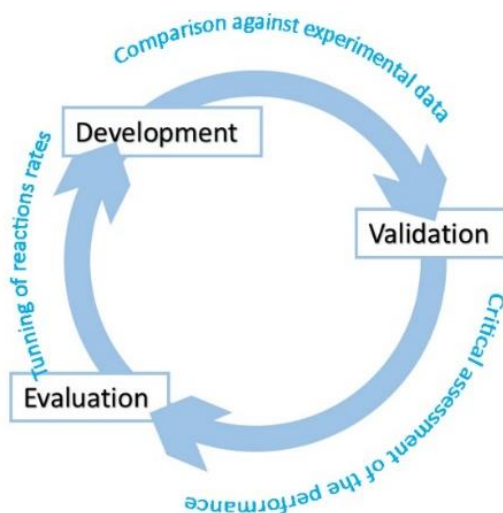 Comparison against experimental data
Development
Validation
Critical assessment of the performance
Evaluation
Tunning of reactions rates